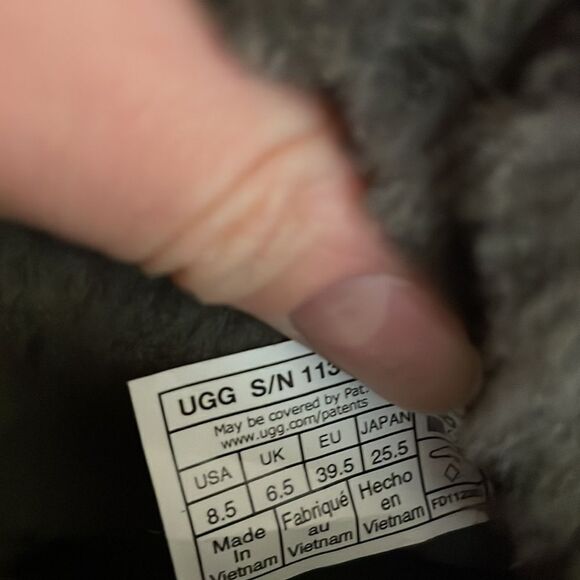 UGG S/N 113
May be covered by Pat.
www.ugg.com/patents
USA UK EU JAPAN
8.5 6.5 39.5 25.5
Made Fabriqué Hecho
In au en
Vietnam Vietnam Vietnam